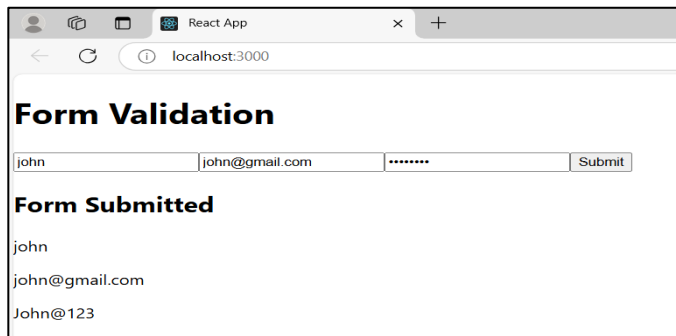 React App
localhost:3000
Form Validation
john john@gmail.com •••••••• Submit
Form Submitted
john
john@gmail.com
John@123